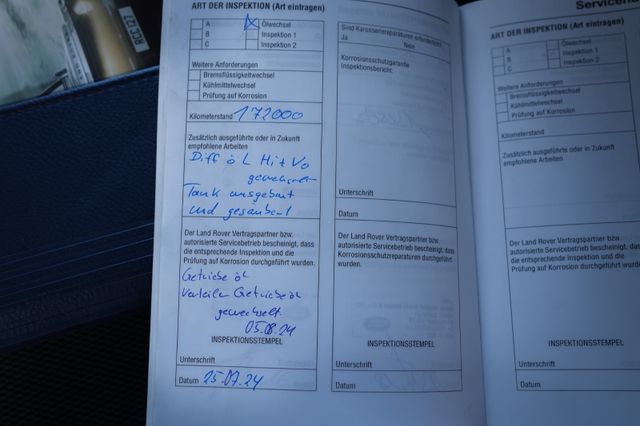 RCC 127
ART DER INSPEKTION (Art eintragen)
A Ölwechsel
B Inspektion 1
C Inspektion 2
Weitere Anforderungen
Bremsflüssigkeitwechsel
Kühlmittelwechsel
Prüfung auf Korrosion
Kilometerstand 172000
Zusätzlich ausgeführte oder in Zukunft
empfohlene Arbeiten
Diff öl Hi + Vo
Tank ausgebaut
und gesäubert
Der Land Rover Vertragspartner bzw.
autorisierte Servicebetrieb bescheinigt, dass
die entsprechende Inspektion und die
Prüfung auf Korrosion durchgeführt wurden.
Getriebe öl
Verteiler Getriebe öl
gewechselt
05.08.24
INSPEKTIONSSTEMPEL
Unterschrift
Datum 25.07.24
Sind Karosseriereparaturen erforderlich?
Ja Nein
Korrosionsschutzgarantie
Inspektionsbericht:
Unterschrift
Datum
Der Land Rover Vertragspartner bzw.
autorisierte Servicebetrieb bescheinigt, dass
Korrosionsschutzreparaturen durchgeführt
wurden.
INSPEKTIONSSTEMPEL
Unterschrift
Datum
ART DER INSPEKTION (Art eintragen)
A Ölwechsel
B Inspektion 1
C Inspektion 2
Weitere Anforderungen
Bremsflüssigkeitwechsel
Kühlmittelwechsel
Prüfung auf Korrosion
Kilometerstand
Zusätzlich ausgeführte oder in Zukunft
empfohlene Arbeiten
Der Land Rover Vertragspartner bzw.
autorisierte Servicebetrieb bescheinigt, dass
die entsprechende Inspektion und die
Prüfung auf Korrosion durchgeführt wurden.
INSPEKTIONSSTEMPEL
Unterschrift
Datum